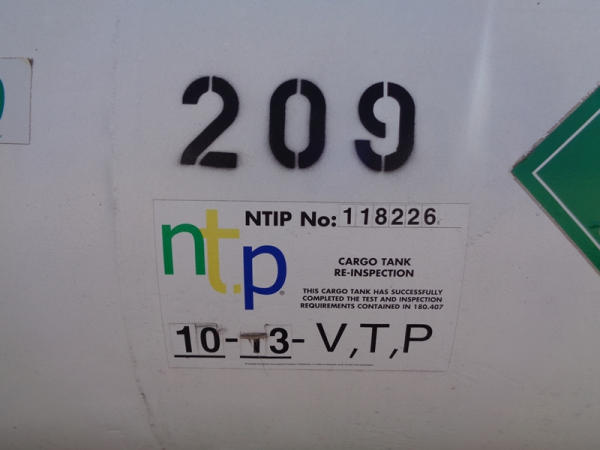 209
NTIP No: 118226
ntp
CARGO TANK
RE-INSPECTION
THIS CARGO TANK HAS SUCCESSFULLY
COMPLETED THE TEST AND INSPECTION
REQUIREMENTS CONTAINED IN 180.407
10-13-V,T,P